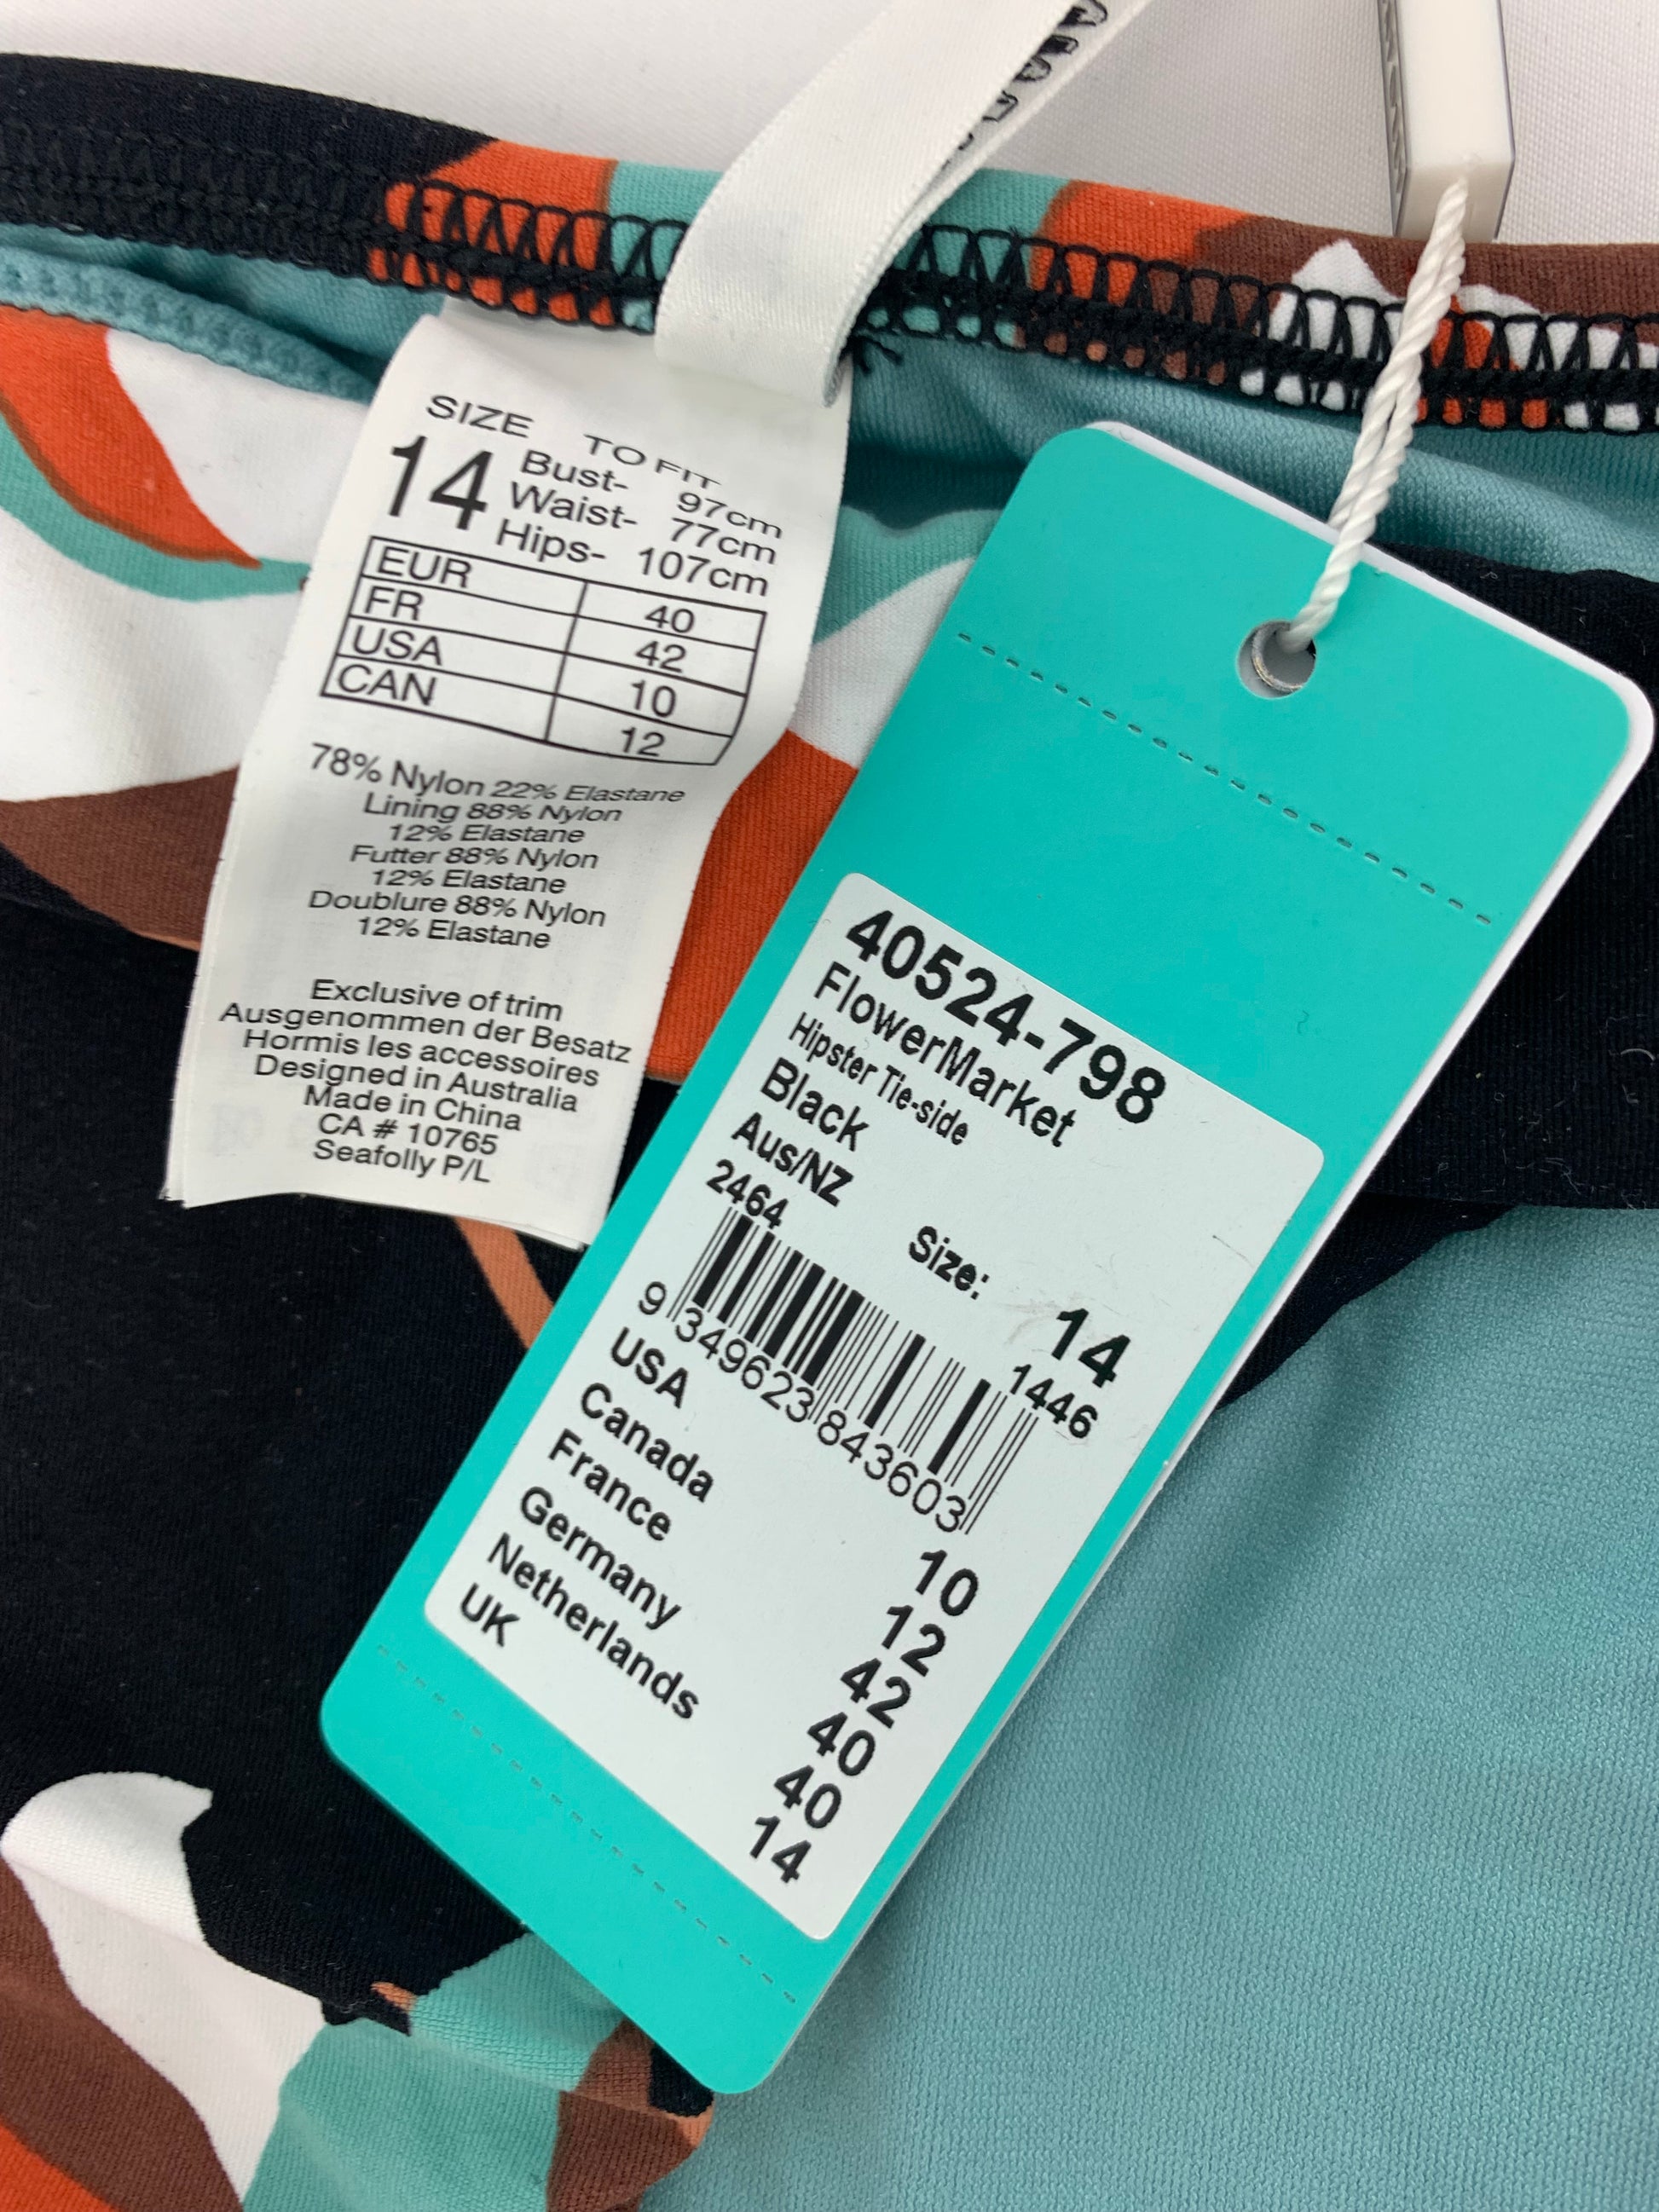 SIZE TO FIT
14 Bust- 97cm
Waist- 77cm
Hips- 107cm
EUR 40
FR 42
USA 10
CAN 12
78% Nylon 22% Elastane
Lining 88% Nylon
12% Elastane
Futter 88% Nylon
12% Elastane
Doublure 88% Nylon
12% Elastane
Exclusive of trim
Ausgenommen der Besatz
Hormis les accessoires
Designed in Australia
Made in China
CA # 10765
Seafolly P/L
40524-798
FlowerMarket
Hipster Tie-side
Black
Aus/NZ Size: 14
2464 1446
9 349623 843603
USA 10
Canada 12
France 42
Germany 40
Netherlands 40
UK 14